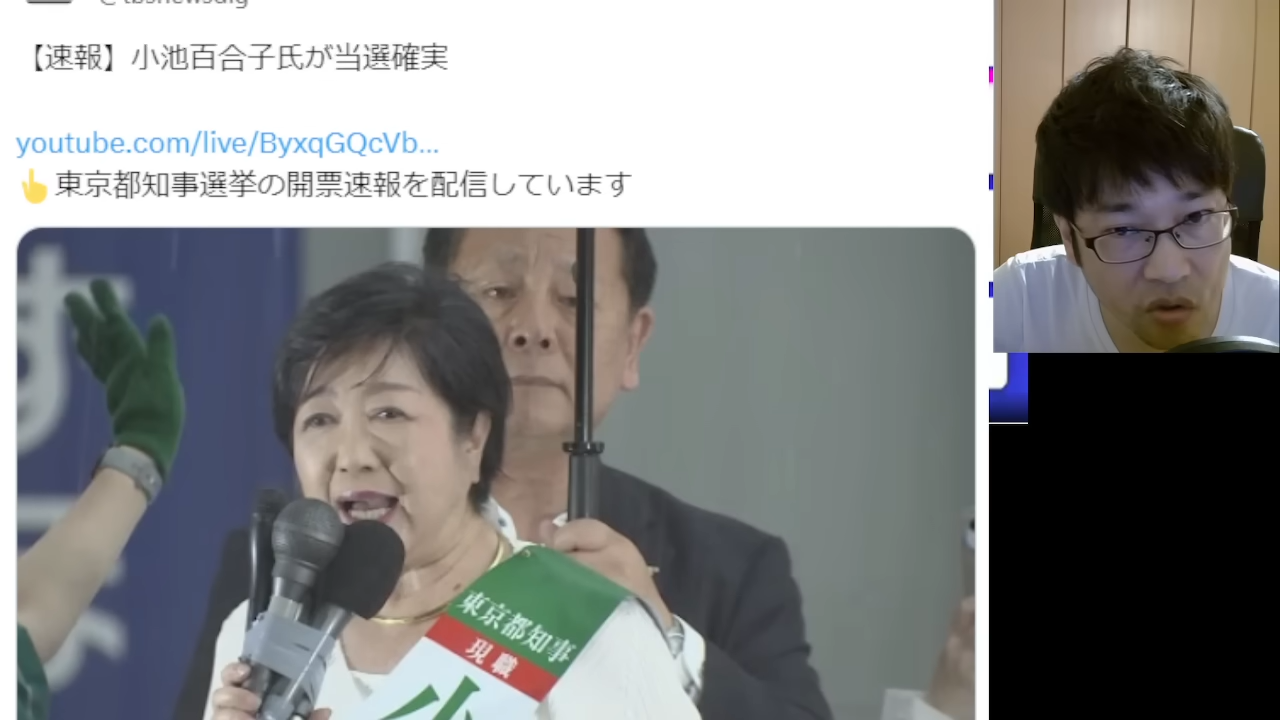 【速報】小池百合子氏が当選確実
youtube.com/live/ByxqGQcVb...
👆東京都知事選挙の開票速報を配信しています
す
東京都知事
現職
小